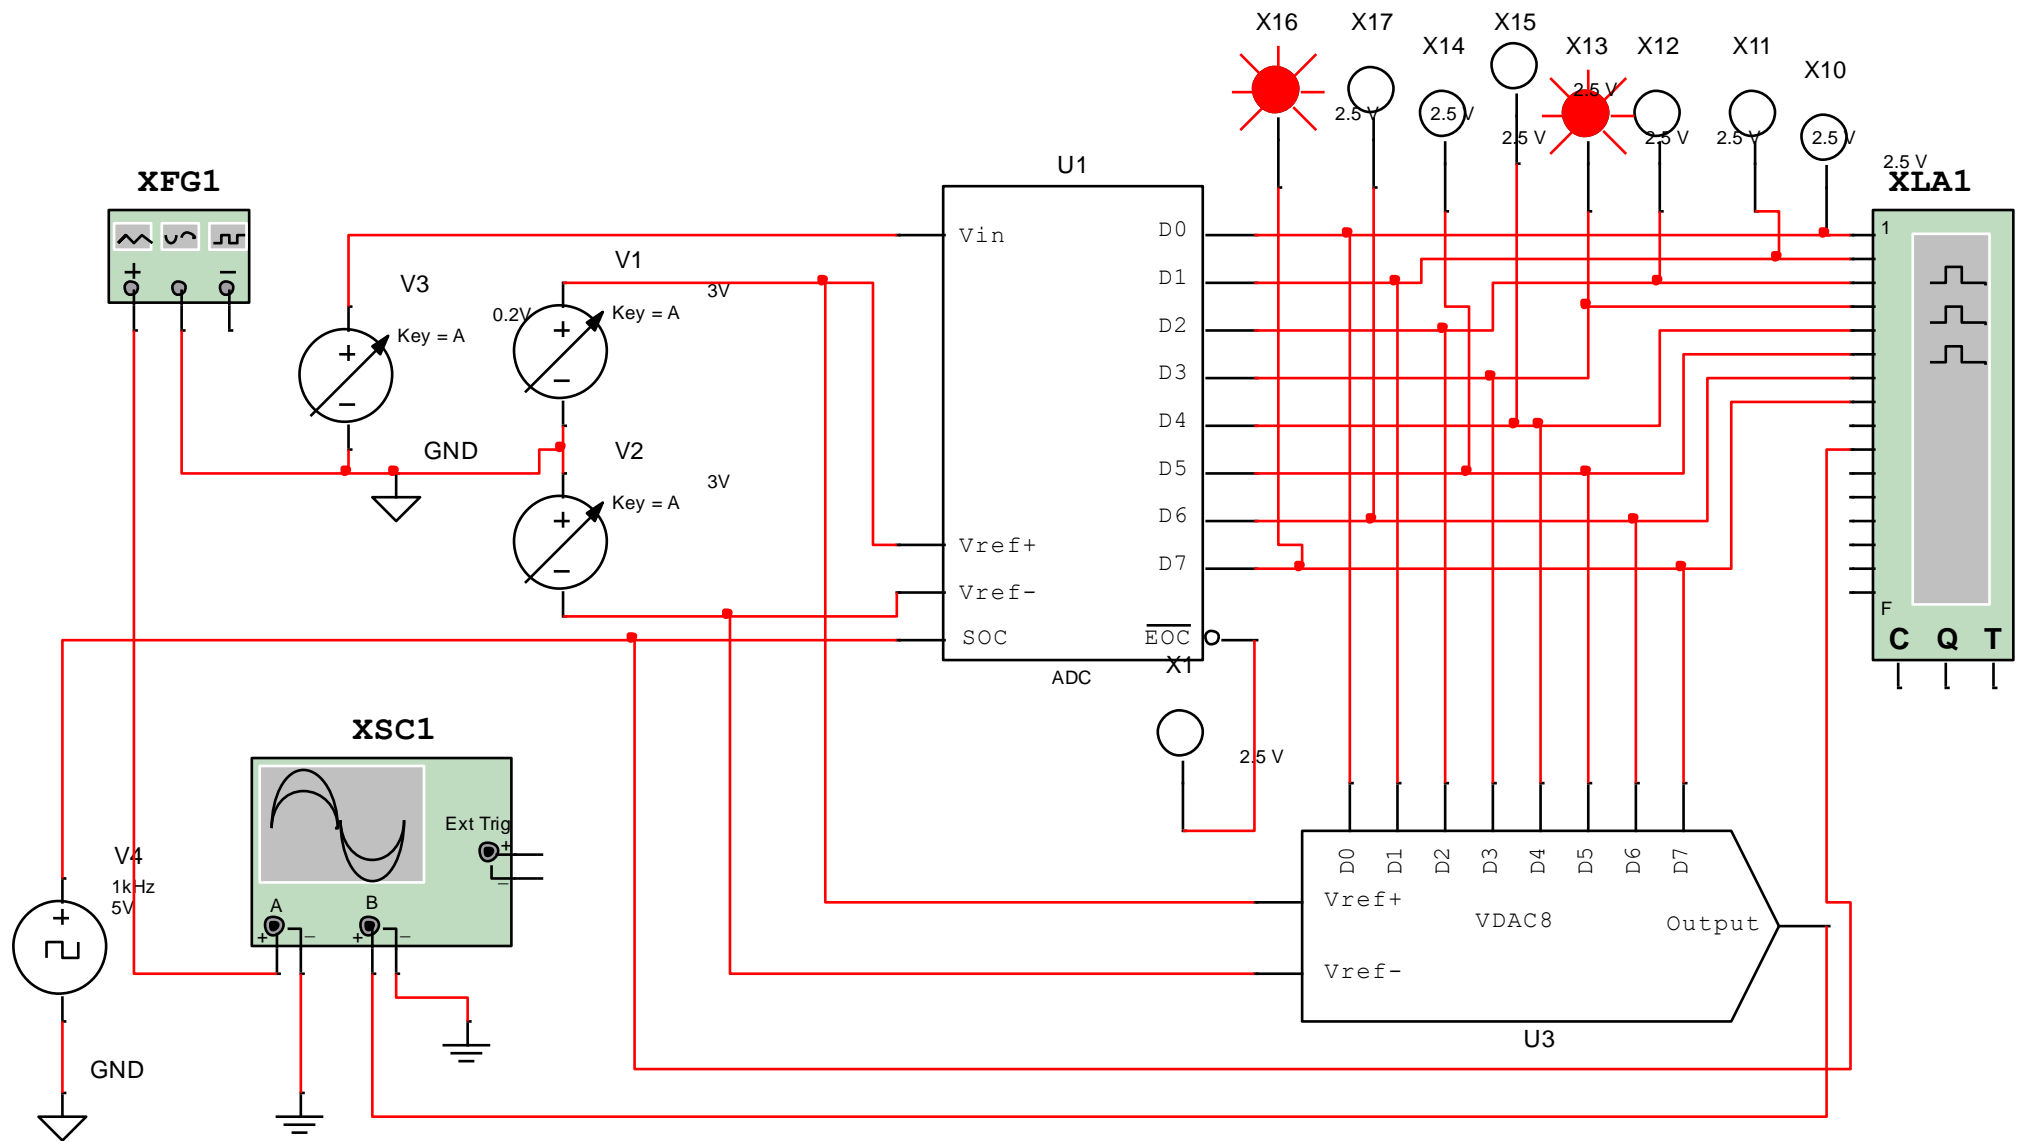 X16
X17
X14
X15
X13
X12
X11
X10
2.5 V
2.5 V
2.5 V
2.5 V
2.5 V
2.5 V
2.5 V
2.5 V
XFG1
+
−
V3
Key = A
+
−
0.2V
V1
3V
Key = A
+
−
GND
V2
3V
Key = A
+
−
U1
Vin
Vref+
Vref-
SOC
D0
D1
D2
D3
D4
D5
D6
D7
EOC
ADC
X1
2.5 V
XLA1
1
F
C Q T
XSC1
Ext Trig
+
−
A
B
+
−
+
−
V4
1kHz
5V
+
GND
D0
D1
D2
D3
D4
D5
D6
D7
Vref+
VDAC8
Output
Vref-
U3